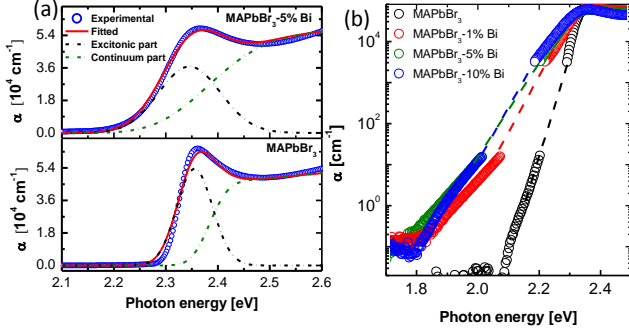 (a)
Experimental
Fitted
Excitonic part
Continuum part
MAPbBr₃-5% Bi
5.4
3.6
1.8
0.0
MAPbBr₃
5.4
3.6
1.8
0.0
α [10⁴ cm⁻¹]
α [10⁴ cm⁻¹]
2.1 2.2 2.3 2.4 2.5 2.6
Photon energy [eV]
(b)
MAPbBr₃
MAPbBr₃-1% Bi
MAPbBr₃-5% Bi
MAPbBr₃-10% Bi
10⁴
10²
10⁰
α [cm⁻¹]
1.8 2.0 2.2 2.4
Photon energy [eV]